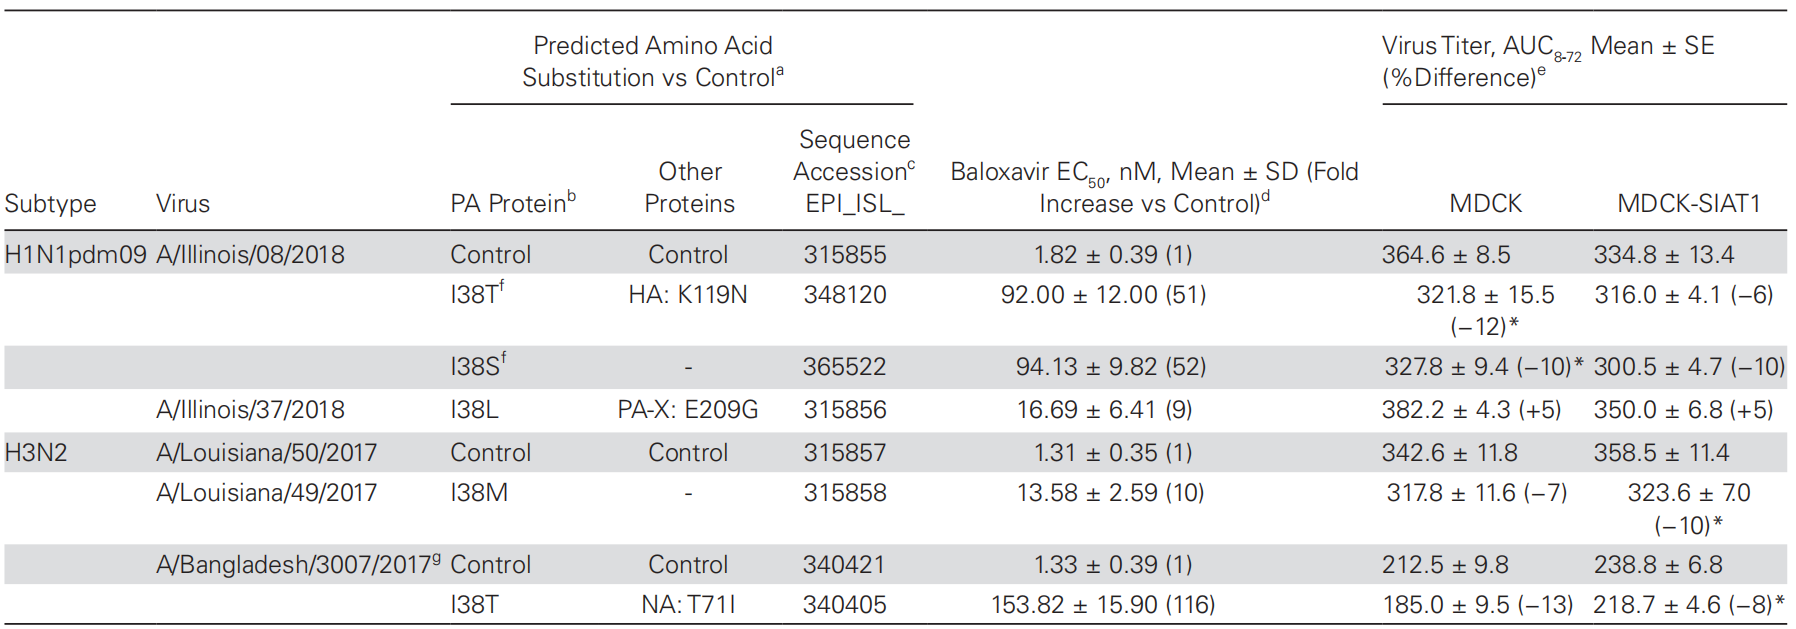 Predicted Amino Acid
Substitution vs Control^a
Virus Titer, AUC_8-72 Mean ± SE
(%Difference)^e
Subtype Virus PA Protein^b Other Proteins Sequence Accession^c EPI_ISL_ Baloxavir EC_50, nM, Mean ± SD (Fold Increase vs Control)^d MDCK MDCK-SIAT1
H1N1pdm09 A/Illinois/08/2018 Control Control 315855 1.82 ± 0.39 (1) 364.6 ± 8.5 334.8 ± 13.4
I38T^f HA: K119N 348120 92.00 ± 12.00 (51) 321.8 ± 15.5 (−12)* 316.0 ± 4.1 (−6)
I38S^f - 365522 94.13 ± 9.82 (52) 327.8 ± 9.4 (−10)* 300.5 ± 4.7 (−10)
A/Illinois/37/2018 I38L PA-X: E209G 315856 16.69 ± 6.41 (9) 382.2 ± 4.3 (+5) 350.0 ± 6.8 (+5)
H3N2 A/Louisiana/50/2017 Control Control 315857 1.31 ± 0.35 (1) 342.6 ± 11.8 358.5 ± 11.4
A/Louisiana/49/2017 I38M - 315858 13.58 ± 2.59 (10) 317.8 ± 11.6 (−7) 323.6 ± 7.0 (−10)*
A/Bangladesh/3007/2017^g Control Control 340421 1.33 ± 0.39 (1) 212.5 ± 9.8 238.8 ± 6.8
I38T NA: T71I 340405 153.82 ± 15.90 (116) 185.0 ± 9.5 (−13) 218.7 ± 4.6 (−8)*